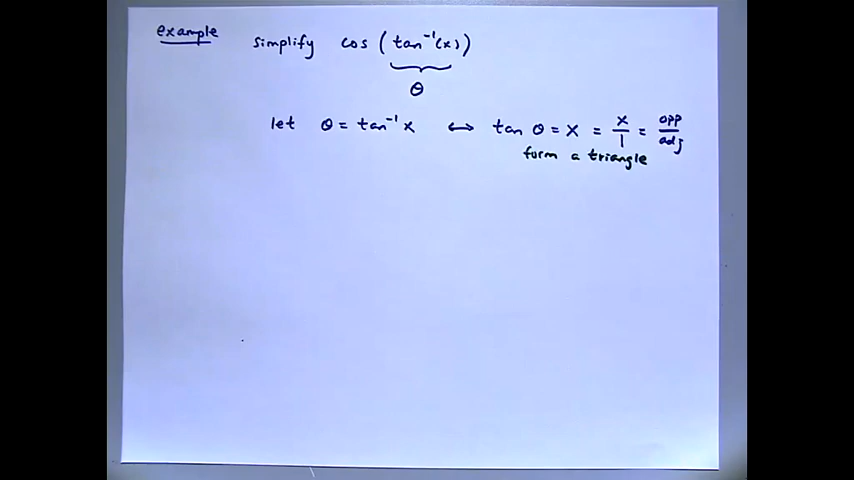 example simplify cos (tan⁻¹(x))
θ
let θ = tan⁻¹ x ↔ tan θ = x = x/1 = opp/adj
form a triangle